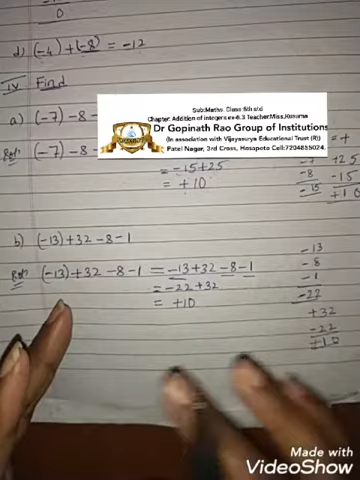 0
d) (-4) + (-8) = -12
IV Find
a) (-7) - 8 -
Sub:Maths, Class:6th std
Chapter: Addition of integers ex-6.3 Teacher:Miss.Kusuma
Dr Gopinath Rao Group of Institutions
(In association with Vijayasurya Educational Trust (R))
Patel Nagar, 3rd Cross, Hosapete Cell:7204855024.
(-7) - 8 -
= -15 + 25
= +10
-8
-15
+25
-15
+10
b) (-13) + 32 - 8 - 1
(-13) + 32 - 8 - 1 = -13 + 32 - 8 - 1
= -22 + 32
= +10
-13
-8
-1
-22
+32
-22
+10
Made with
VideoShow